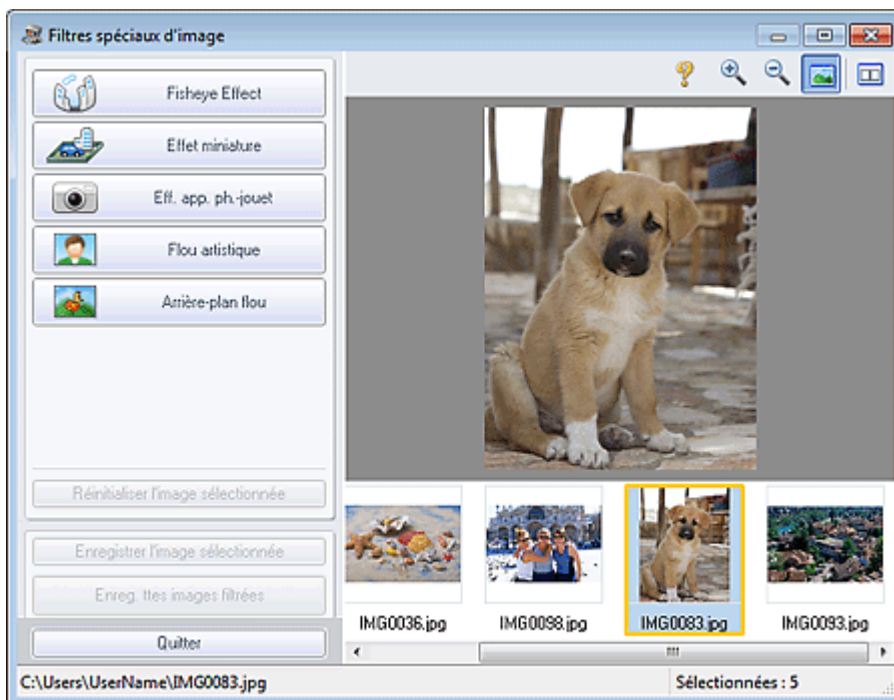 Filtres spéciaux d'image
Fisheye Effect
Effet miniature
Eff. app. ph.-jouet
Flou artistique
Arrière-plan flou
Réinitialiser l'image sélectionnée
Enregistrer l'image sélectionnée
Enreg. ttes images filtrées
Quitter
IMG0036.jpg
IMG0098.jpg
IMG0083.jpg
IMG0093.jpg
C:\Users\UserName\IMG0083.jpg
Sélectionnées : 5